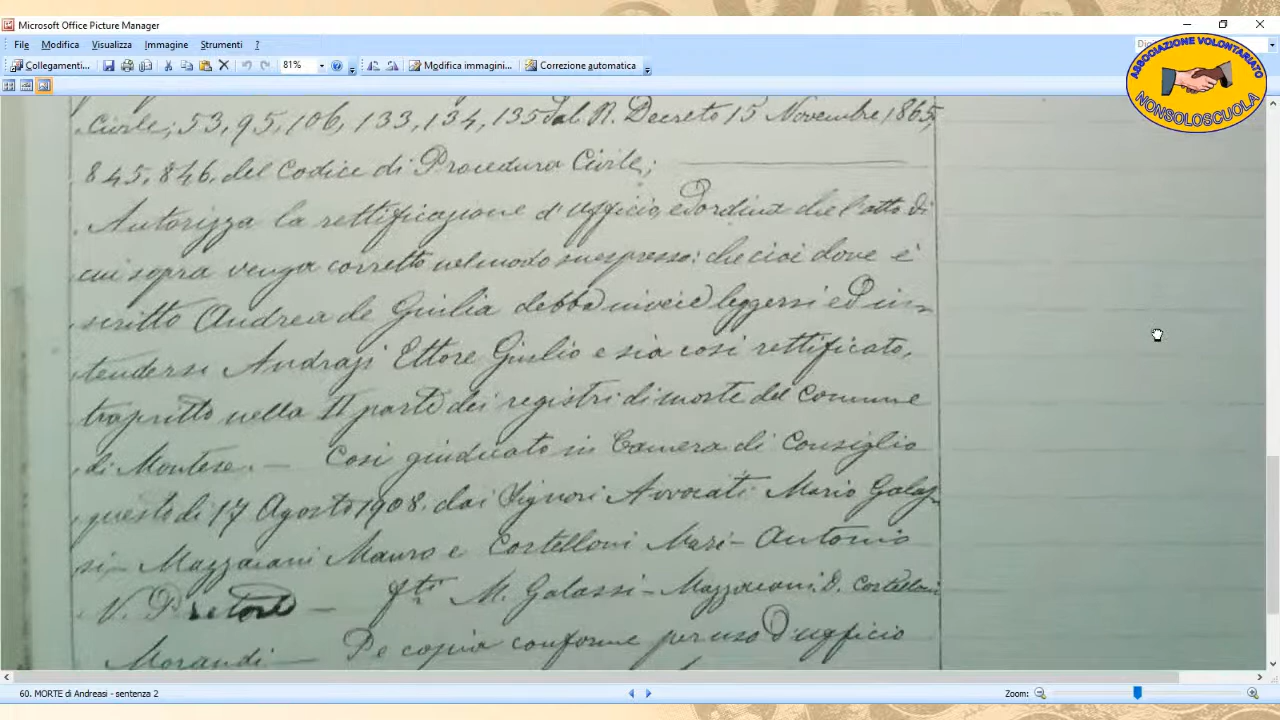 Microsoft Office Picture Manager
File Modifica Visualizza Immagine Strumenti ?
Collegamenti... 81% Modifica immagini... Correzione automatica
ASSOCIAZIONE VOLONTARIATO
NONSOLOSCUOLA
Civile; 53, 95, 106, 133, 134, 135 dal R. Decreto 15 Novembre 1865,
845, 846, del Codice di Procedura Civile;
Autorizza la rettificazione d'ufficio, ed ordina che l'atto di
cui sopra venga corretto nel modo suespresso: che cioè dove è
scritto Andrea de Giulia debba invece leggersi ed in-
tendersi Andreasi Ettore Giulio e sia così rettificato,
trascritto nella II parte dei registri di morte del Comune
di Montese. — Così giudicato in Camera di Consiglio
questo dì 17 Agosto 1908. dai Signori Avvocati Mario Galas-
si — Mazzaiani Mauro e Cortelloni Mari-Antonio
V. Pretore — fti M. Galassi — Mazzaiani. D. Cortelloni
Morandi — Pe copia conforme per uso D'ufficio
60. MORTE di Andreasi - sentenza 2
Zoom: